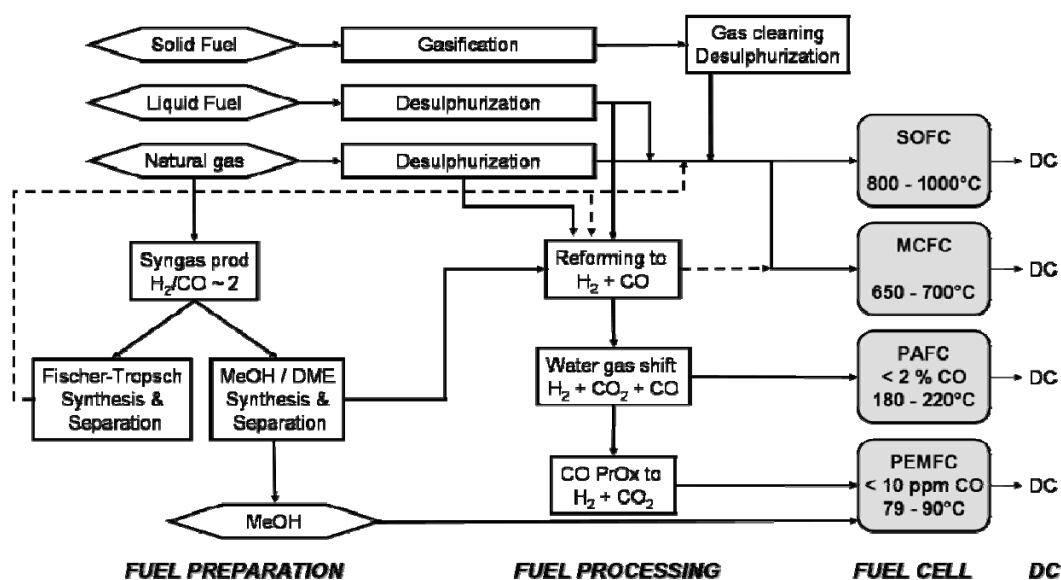 Solid Fuel
Gasification
Gas cleaning
Desulphurization
Liquid Fuel
Desulphurization
Natural gas
Desulphurization
SOFC
800 - 1000°C
DC
Syngas prod
H₂/CO ~ 2
Reforming to
H₂ + CO
MCFC
650 - 700°C
DC
Fischer-Tropsch
Synthesis &
Separation
MeOH / DME
Synthesis &
Separation
Water gas shift
H₂ + CO₂ + CO
PAFC
< 2 % CO
180 - 220°C
DC
CO PrOx to
H₂ + CO₂
PEMFC
< 10 ppm CO
79 - 90°C
DC
MeOH
FUEL PREPARATION
FUEL PROCESSING
FUEL CELL
DC